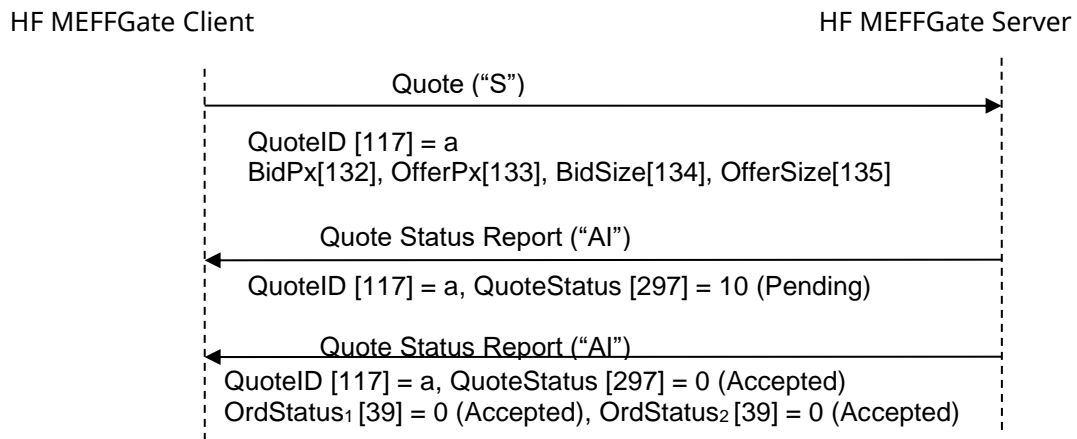 HF MEFFGate Client HF MEFFGate Server
Quote (“S”)
QuoteID [117] = a
BidPx[132], OfferPx[133], BidSize[134], OfferSize[135]
Quote Status Report (“AI”)
QuoteID [117] = a, QuoteStatus [297] = 10 (Pending)
Quote Status Report (“AI”)
QuoteID [117] = a, QuoteStatus [297] = 0 (Accepted)
OrdStatus₁ [39] = 0 (Accepted), OrdStatus₂ [39] = 0 (Accepted)